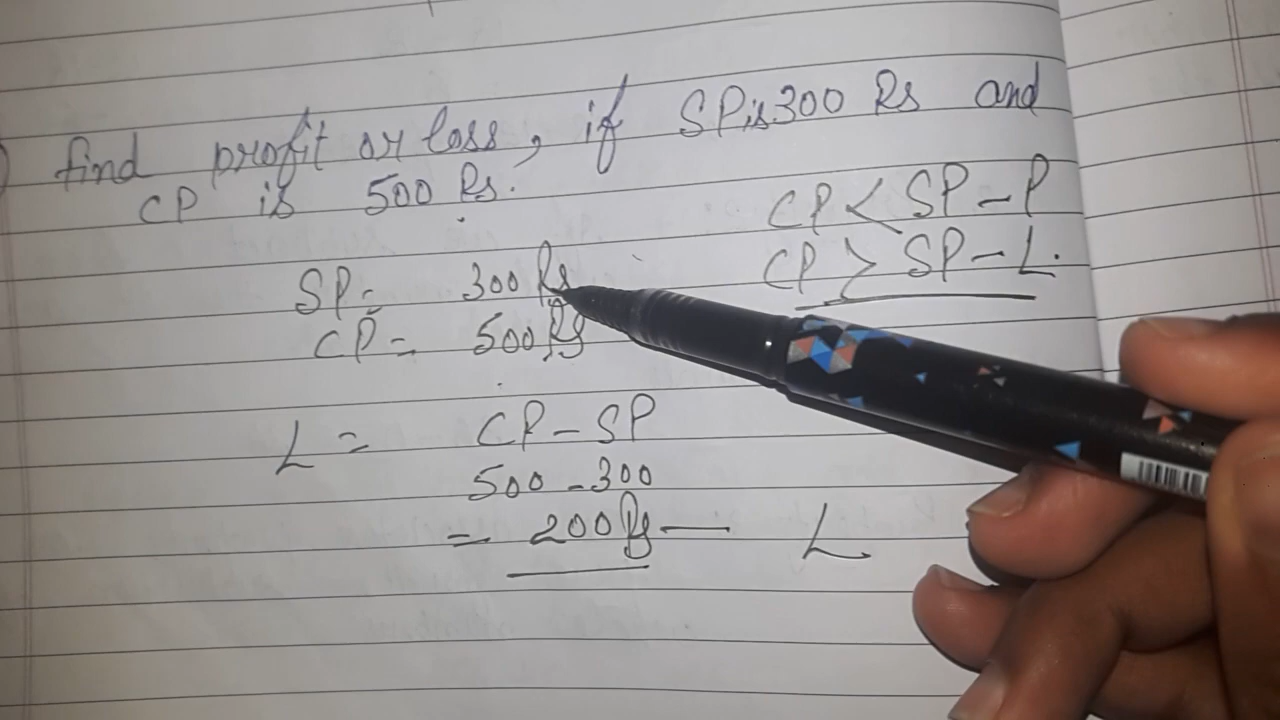 find profit or loss, if SP is 300 Rs and
CP is 500 Rs.
CP < SP - P
CP > SP - L.
SP = 300 Rs
CP = 500 Rs
L = CP - SP
500 - 300
= 200 Rs — L